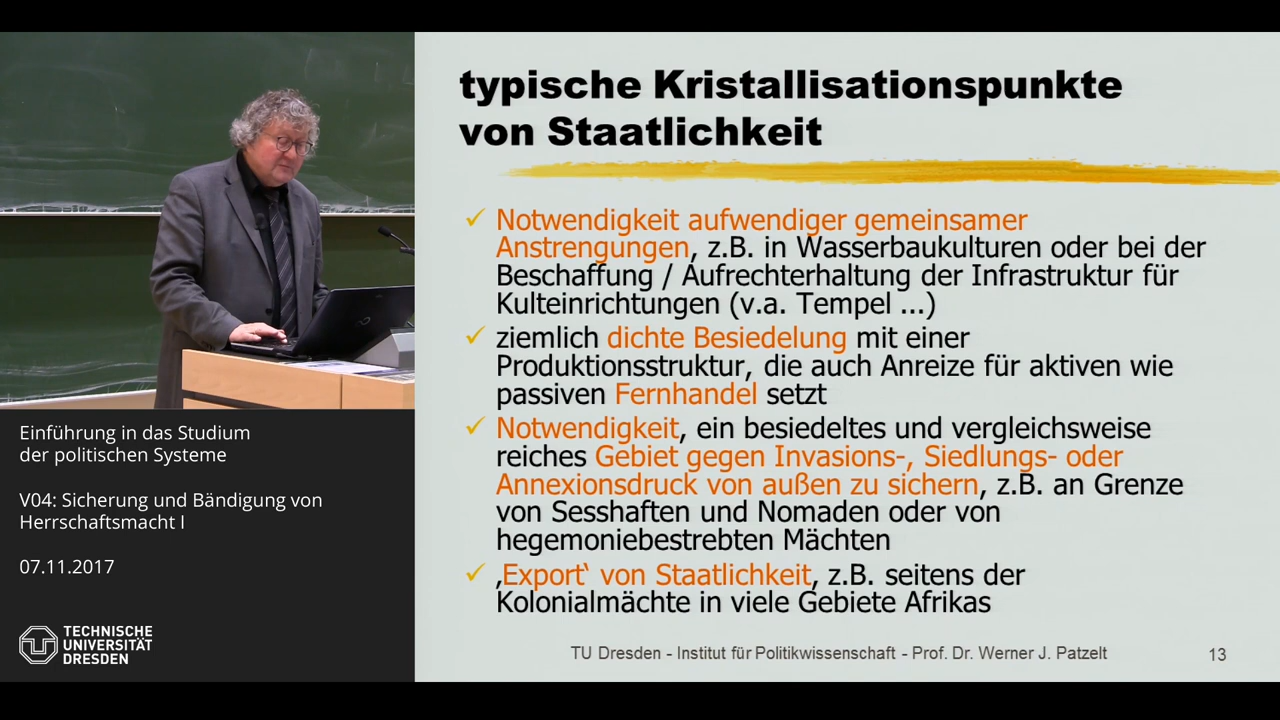 typische Kristallisationspunkte
von Staatlichkeit
Notwendigkeit aufwendiger gemeinsamer
Anstrengungen, z.B. in Wasserbaukulturen oder bei der
Beschaffung / Aufrechterhaltung der Infrastruktur für
Kulteinrichtungen (v.a. Tempel ...)
ziemlich dichte Besiedelung mit einer
Produktionsstruktur, die auch Anreize für aktiven wie
passiven Fernhandel setzt
Notwendigkeit, ein besiedeltes und vergleichsweise
reiches Gebiet gegen Invasions-, Siedlungs- oder
Annexionsdruck von außen zu sichern, z.B. an Grenze
von Sesshaften und Nomaden oder von
hegemoniebestrebten Mächten
‚Export‘ von Staatlichkeit, z.B. seitens der
Kolonialmächte in viele Gebiete Afrikas
TU Dresden - Institut für Politikwissenschaft - Prof. Dr. Werner J. Patzelt
13
Einführung in das Studium
der politischen Systeme
V04: Sicherung und Bändigung von
Herrschaftsmacht I
07.11.2017
TECHNISCHE
UNIVERSITÄT
DRESDEN